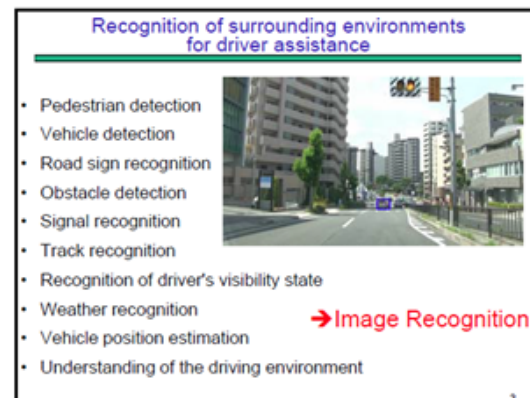 Recognition of surrounding environments
for driver assistance
• Pedestrian detection
• Vehicle detection
• Road sign recognition
• Obstacle detection
• Signal recognition
• Track recognition
• Recognition of driver's visibility state
• Weather recognition
➔Image Recognition
• Vehicle position estimation
• Understanding of the driving environment